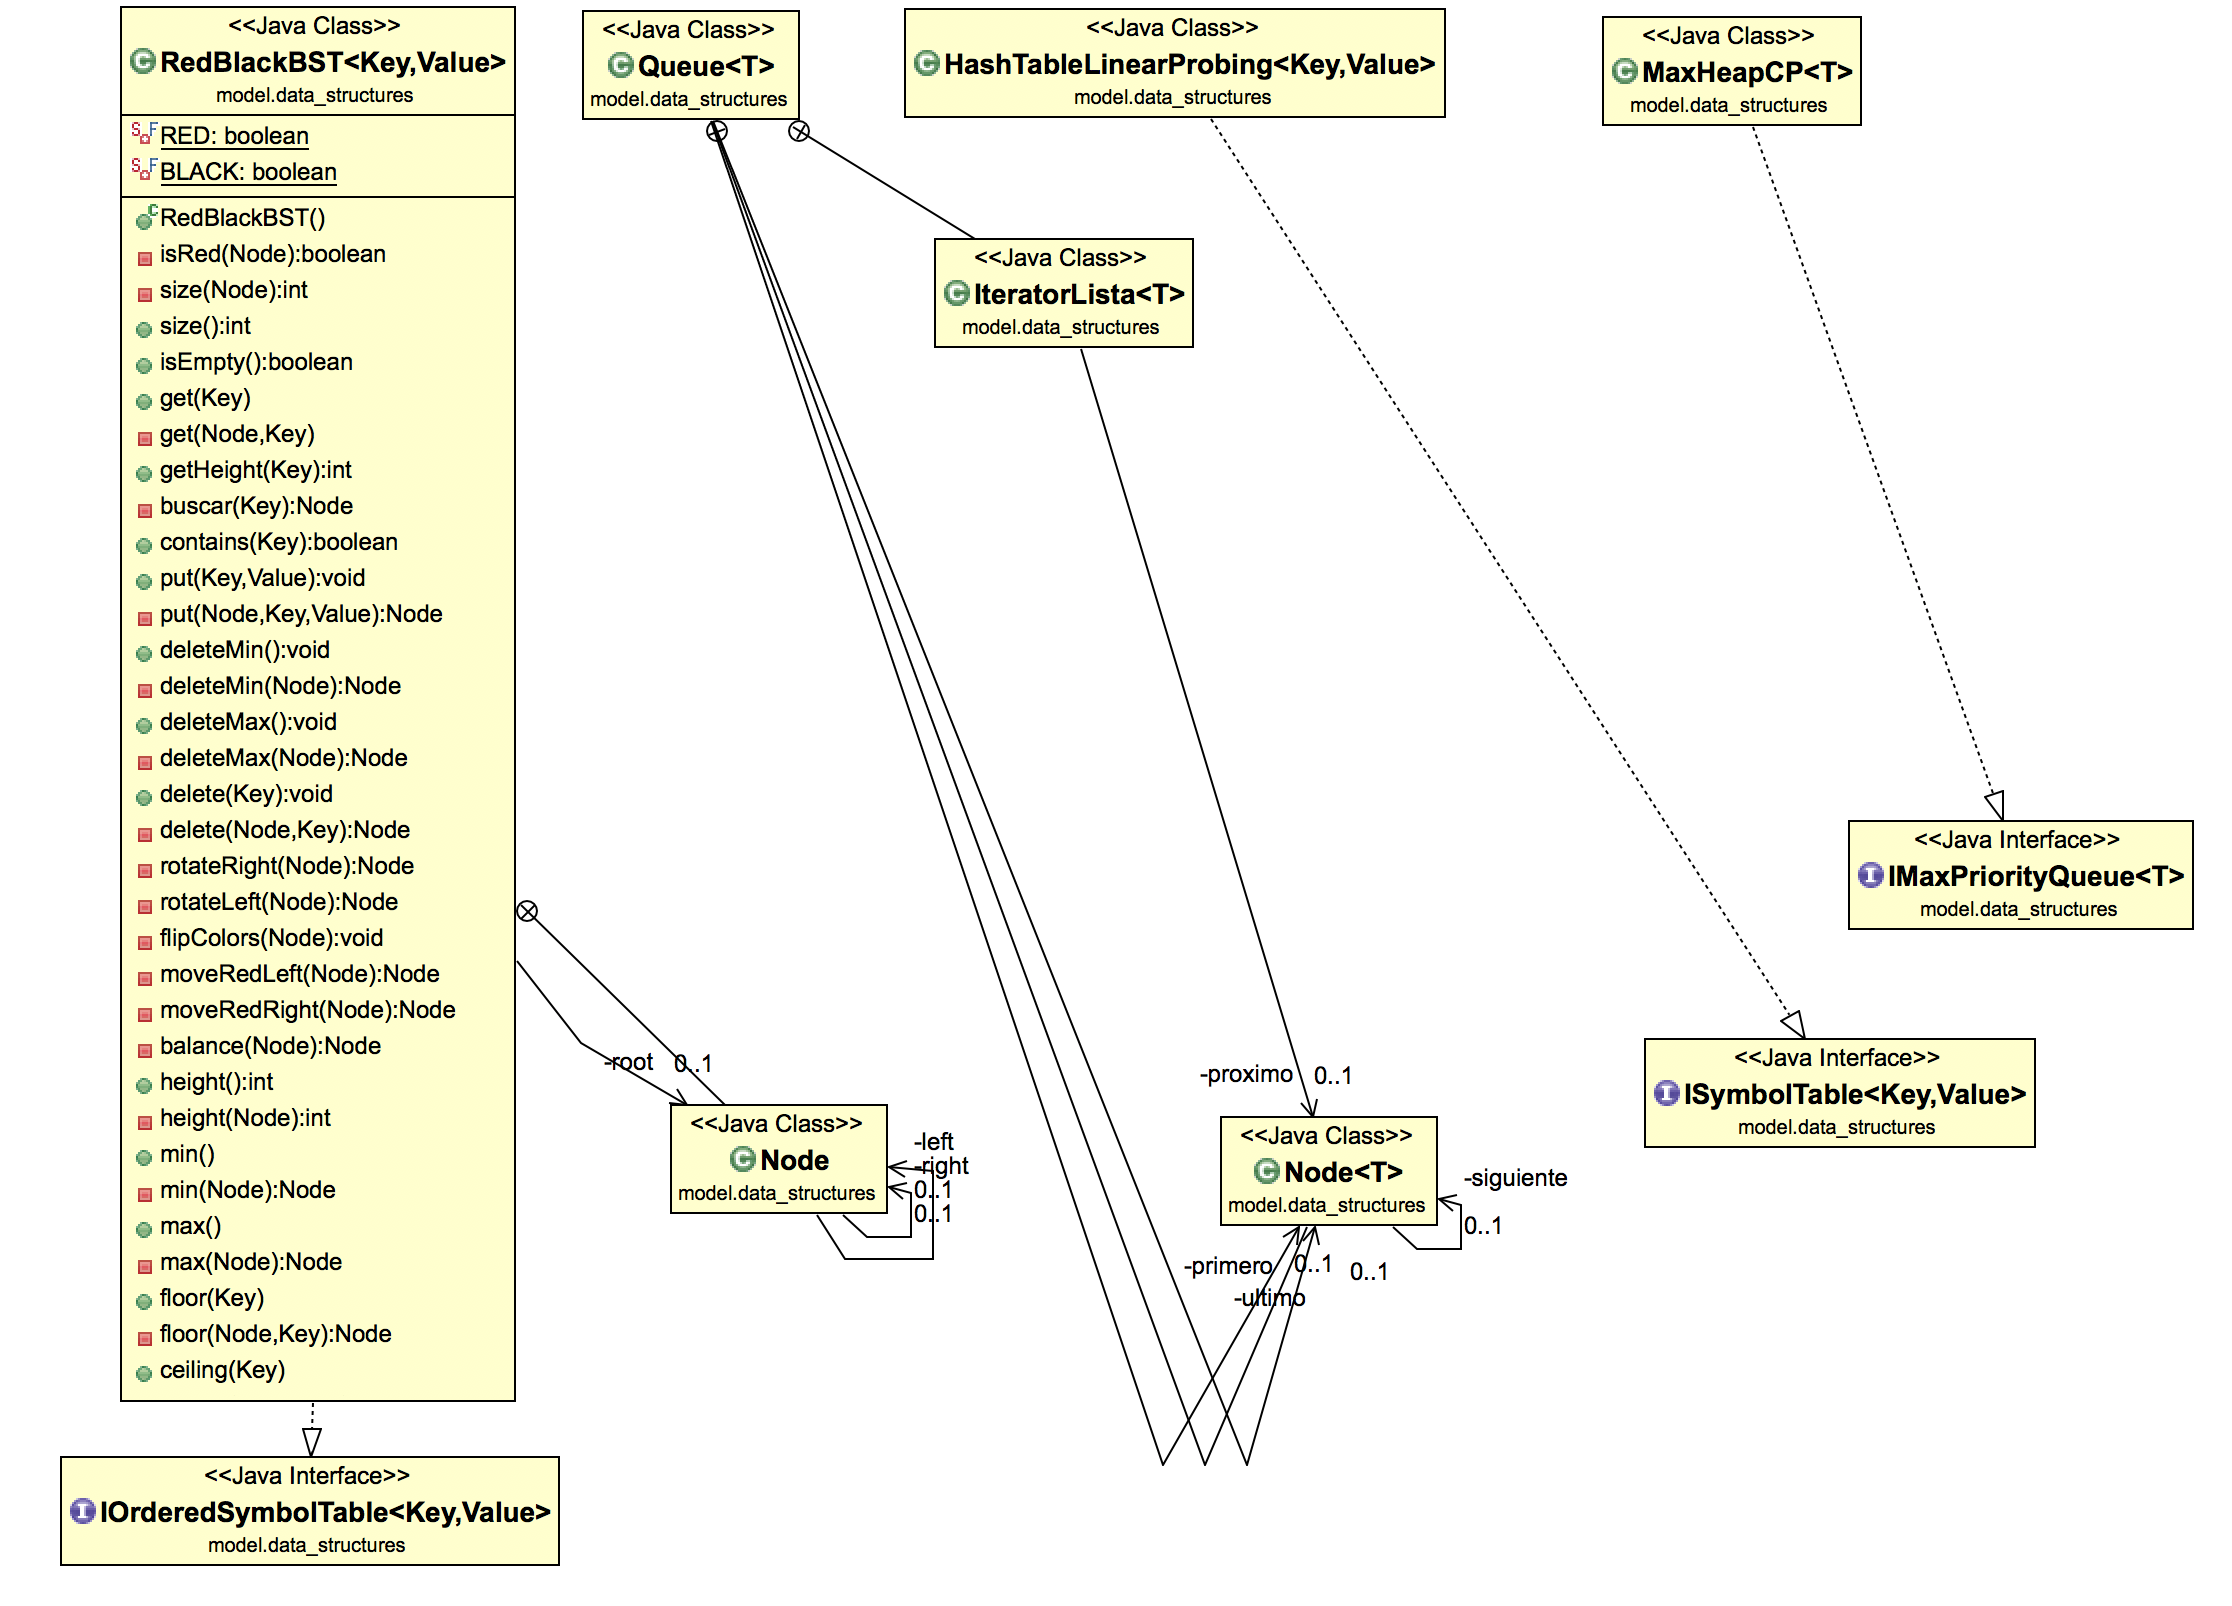 <<Java Class>>
RedBlackBST<Key,Value>
model.data_structures
RED: boolean
BLACK: boolean
RedBlackBST()
isRed(Node):boolean
size(Node):int
size():int
isEmpty():boolean
get(Key)
get(Node,Key)
getHeight(Key):int
buscar(Key):Node
contains(Key):boolean
put(Key,Value):void
put(Node,Key,Value):Node
deleteMin():void
deleteMin(Node):Node
deleteMax():void
deleteMax(Node):Node
delete(Key):void
delete(Node,Key):Node
rotateRight(Node):Node
rotateLeft(Node):Node
flipColors(Node):void
moveRedLeft(Node):Node
moveRedRight(Node):Node
balance(Node):Node
height():int
height(Node):int
min()
min(Node):Node
max()
max(Node):Node
floor(Key)
floor(Node,Key):Node
ceiling(Key)
<<Java Interface>>
IOrderedSymbolTable<Key,Value>
model.data_structures
<<Java Class>>
Queue<T>
model.data_structures
<<Java Class>>
HashTableLinearProbing<Key,Value>
model.data_structures
<<Java Class>>
MaxHeapCP<T>
model.data_structures
<<Java Class>>
IteratorLista<T>
model.data_structures
<<Java Interface>>
IMaxPriorityQueue<T>
model.data_structures
<<Java Interface>>
ISymbolTable<Key,Value>
model.data_structures
-root 0..1
<<Java Class>>
Node
model.data_structures
-left
-right
0..1
0..1
-proximo 0..1
<<Java Class>>
Node<T>
model.data_structures
-siguiente
0..1
-primero 0..1
0..1
-ultimo